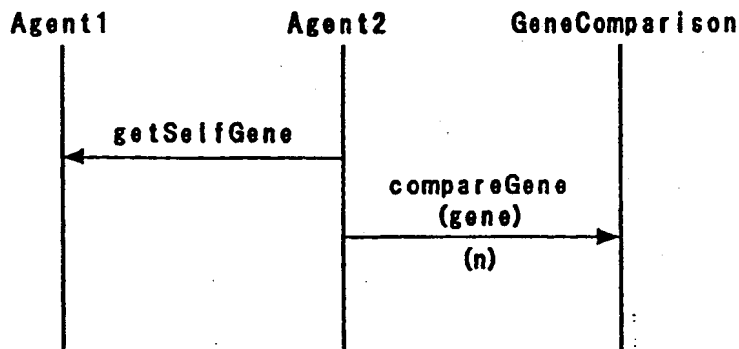 Agent1 Agent2 GeneComparison
getSelfGene
compareGene
(gene)
(n)